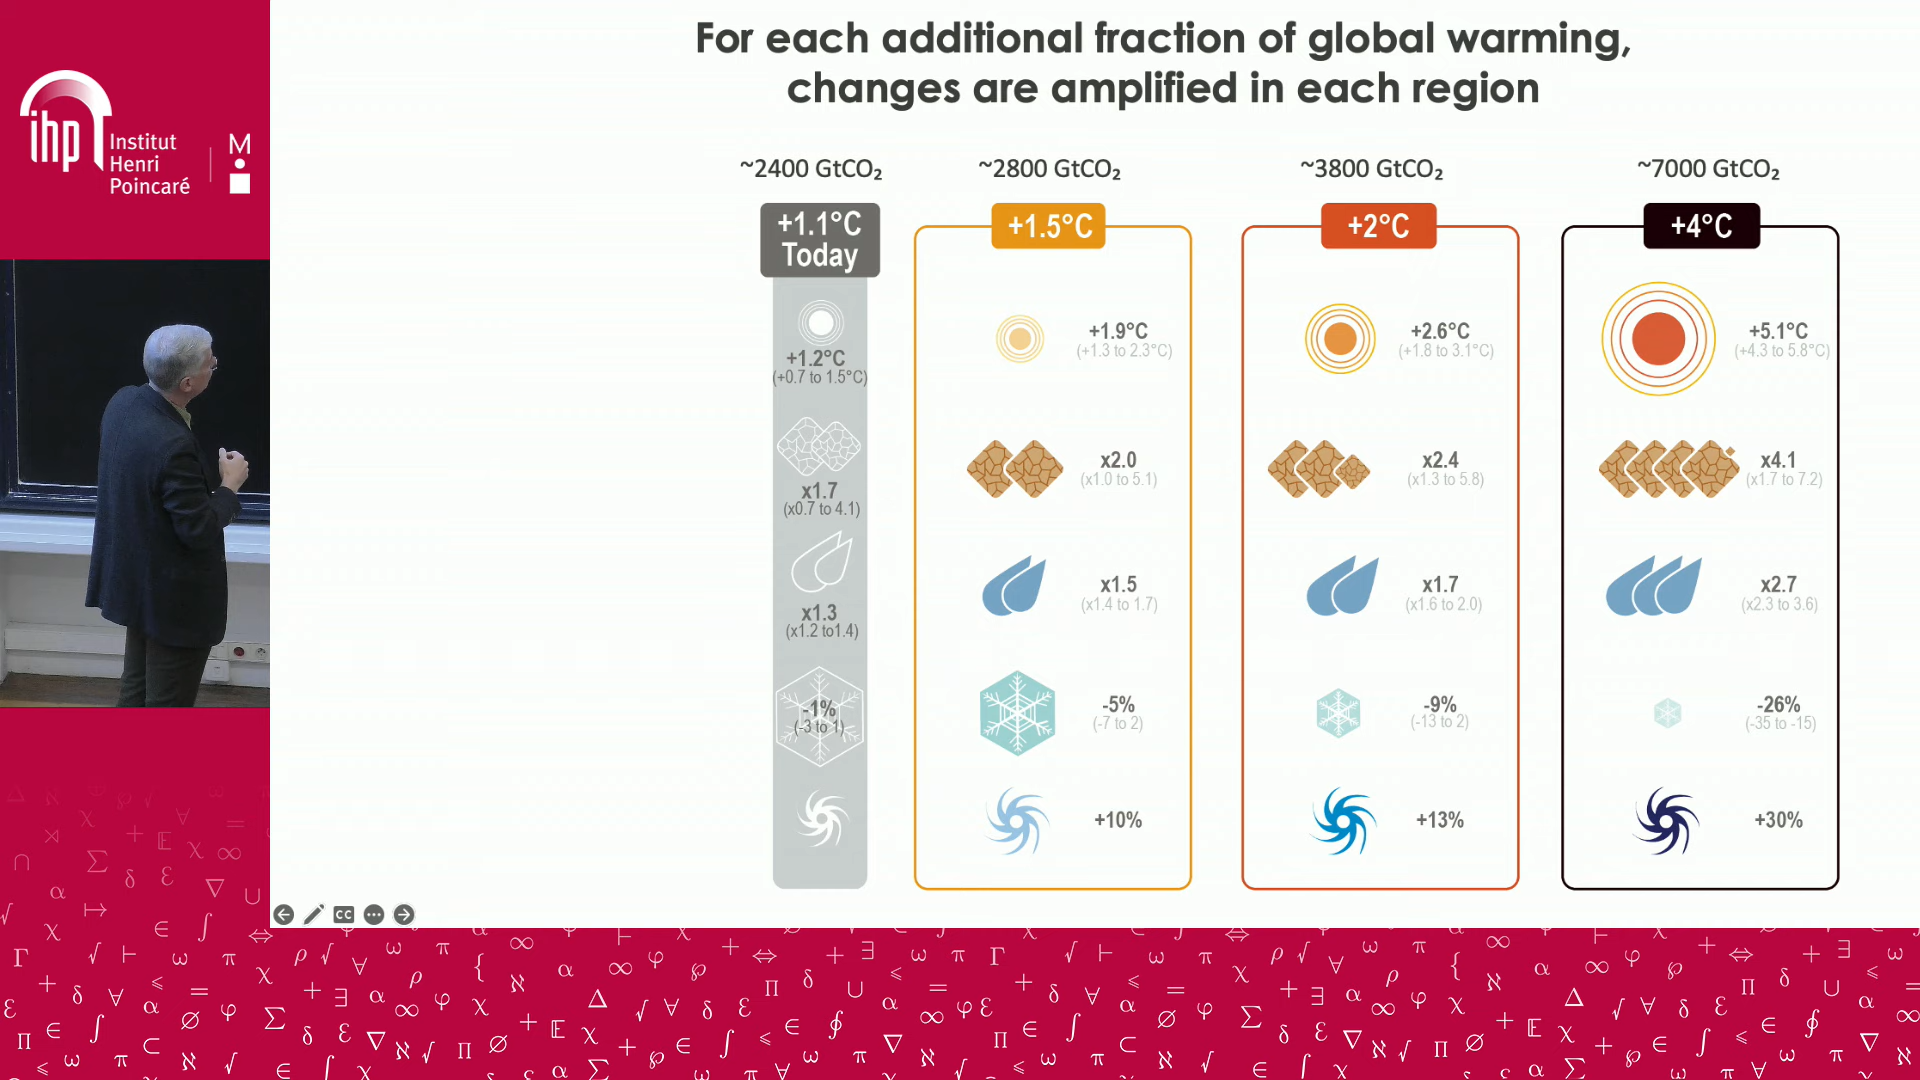 For each additional fraction of global warming,
changes are amplified in each region
ihp
Institut
Henri
Poincaré
M
~2400 GtCO₂
~2800 GtCO₂
~3800 GtCO₂
~7000 GtCO₂
+1.1°C
Today
+1.5°C
+2°C
+4°C
+1.2°C
(+0.7 to 1.5°C)
+1.9°C
(+1.3 to 2.3°C)
+2.6°C
(+1.8 to 3.1°C)
+5.1°C
(+4.3 to 5.8°C)
x1.7
(x0.7 to 4.1)
x2.0
(x1.0 to 5.1)
x2.4
(x1.3 to 5.8)
x4.1
(x1.7 to 7.2)
x1.3
(x1.2 to1.4)
x1.5
(x1.4 to 1.7)
x1.7
(x1.6 to 2.0)
x2.7
(x2.3 to 3.6)
-1%
(-3 to 1)
-5%
(-7 to 2)
-9%
(-13 to 2)
-26%
(-35 to -15)
+10%
+13%
+30%
CC